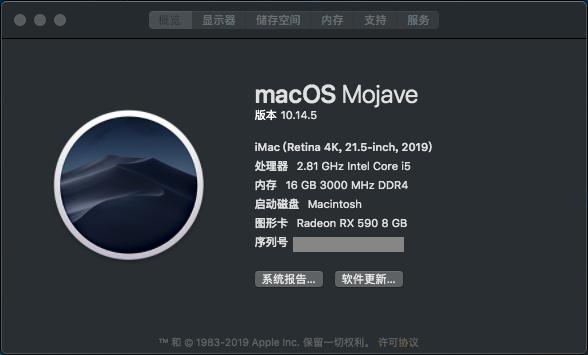 概览 显示器 储存空间 内存 支持 服务
macOS Mojave
版本 10.14.5
iMac (Retina 4K, 21.5-inch, 2019)
处理器 2.81 GHz Intel Core i5
内存 16 GB 3000 MHz DDR4
启动磁盘 Macintosh
图形卡 Radeon RX 590 8 GB
序列号
系统报告... 软件更新...
™ 和 © 1983-2019 Apple Inc. 保留一切权利。 许可协议